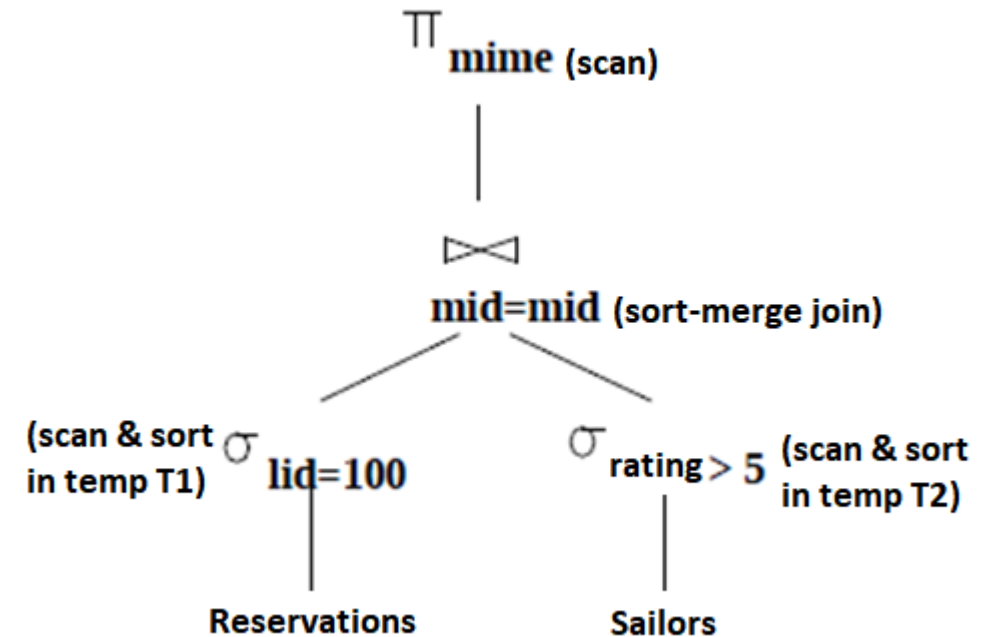 π mime (scan)
⋈
mid=mid (sort-merge join)
(scan & sort
in temp T1)
σ lid=100
σ rating > 5
(scan & sort
in temp T2)
Reservations
Sailors